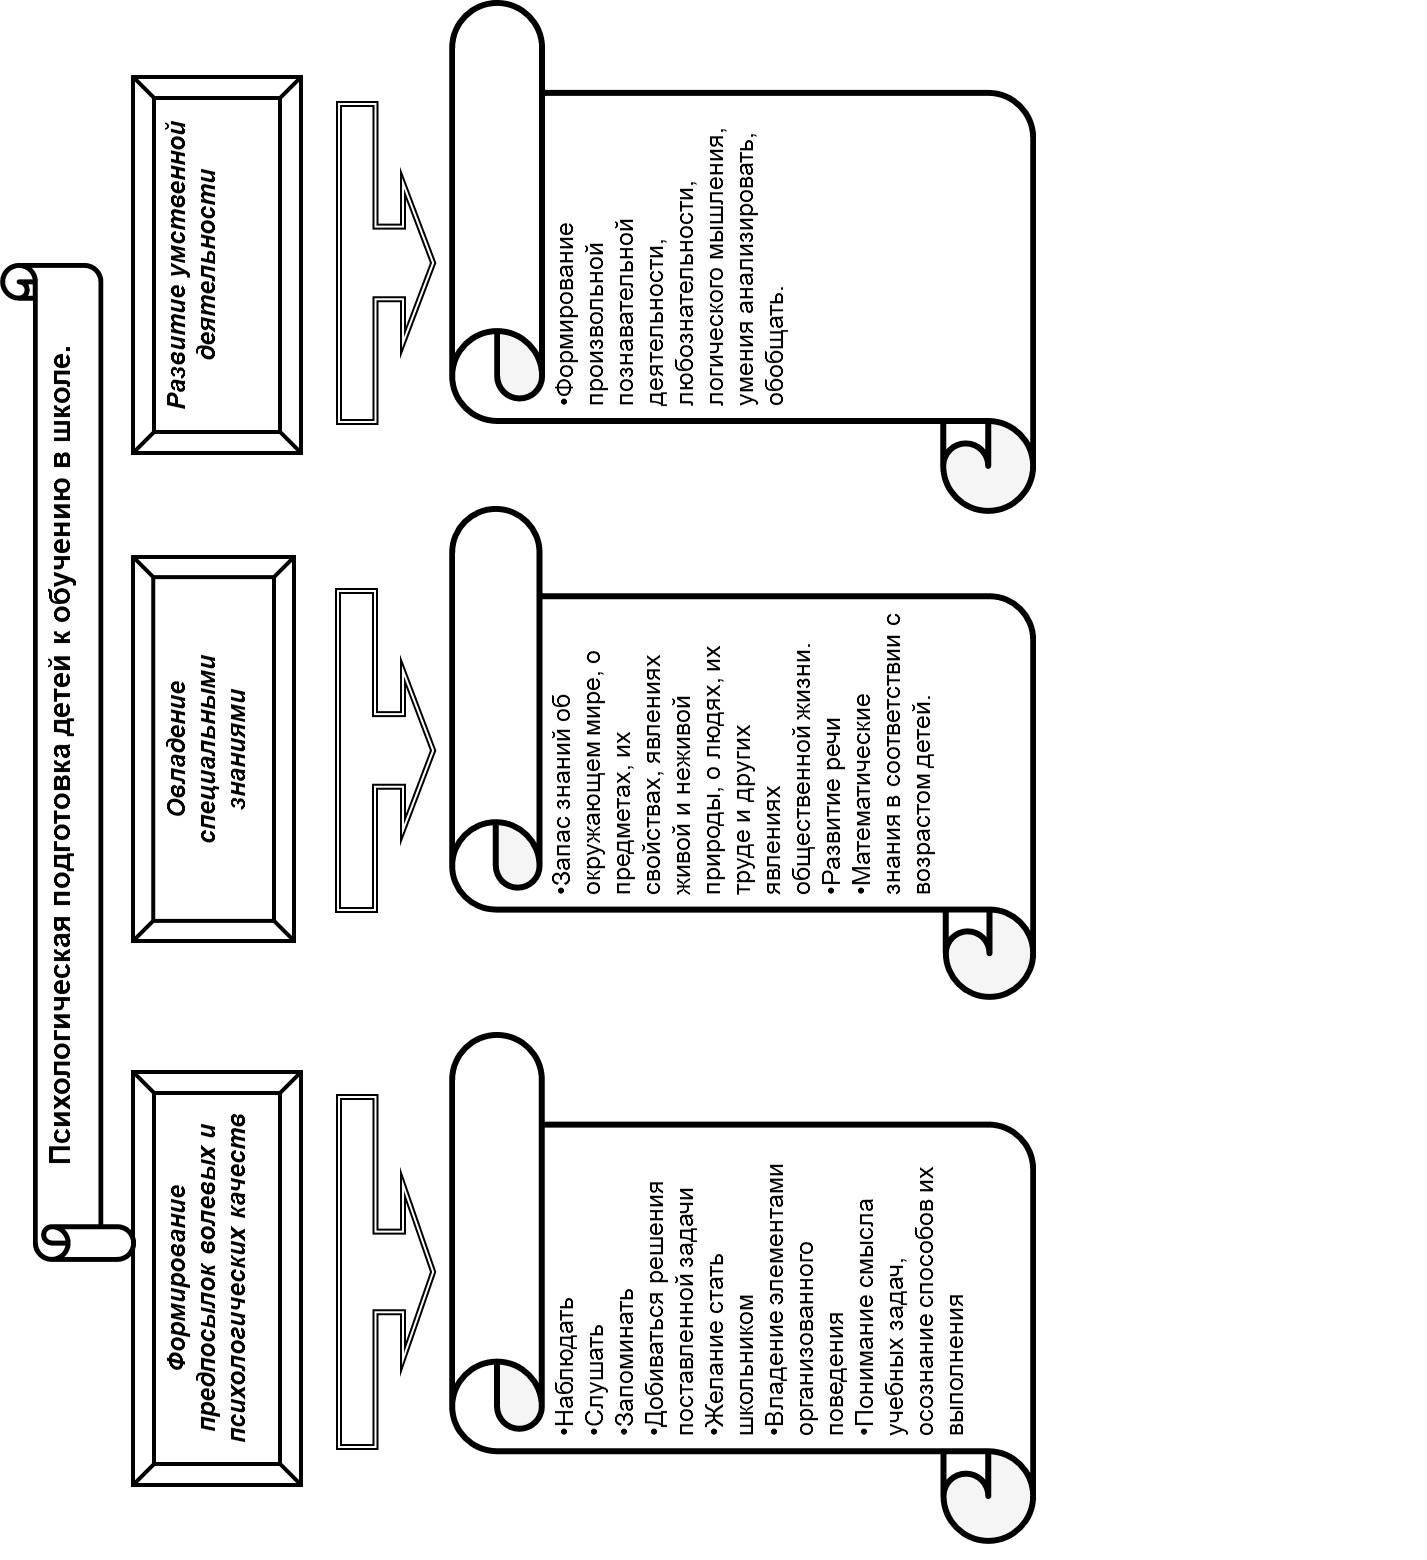 Психологическая подготовка детей к обучению в школе.
Формирование
предпосылок волевых и
психологических качеств
Овладение
специальными
знаниями
Развитие умственной
деятельности
•Наблюдать
•Слушать
•Запоминать
•Добиваться решения
поставленной задачи
•Желание стать
школьником
•Владение элементами
организованного
поведения
•Понимание смысла
учебных задач,
осознание способов их
выполнения
•Запас знаний об
окружающем мире, о
предметах, их
свойствах, явлениях
живой и неживой
природы, о людях, их
труде и других
явлениях
общественной жизни.
•Развитие речи
•Математические
знания в соответствии с
возрастом детей.
•Формирование
произвольной
познавательной
деятельности,
любознательности,
логического мышления,
умения анализировать,
обобщать.